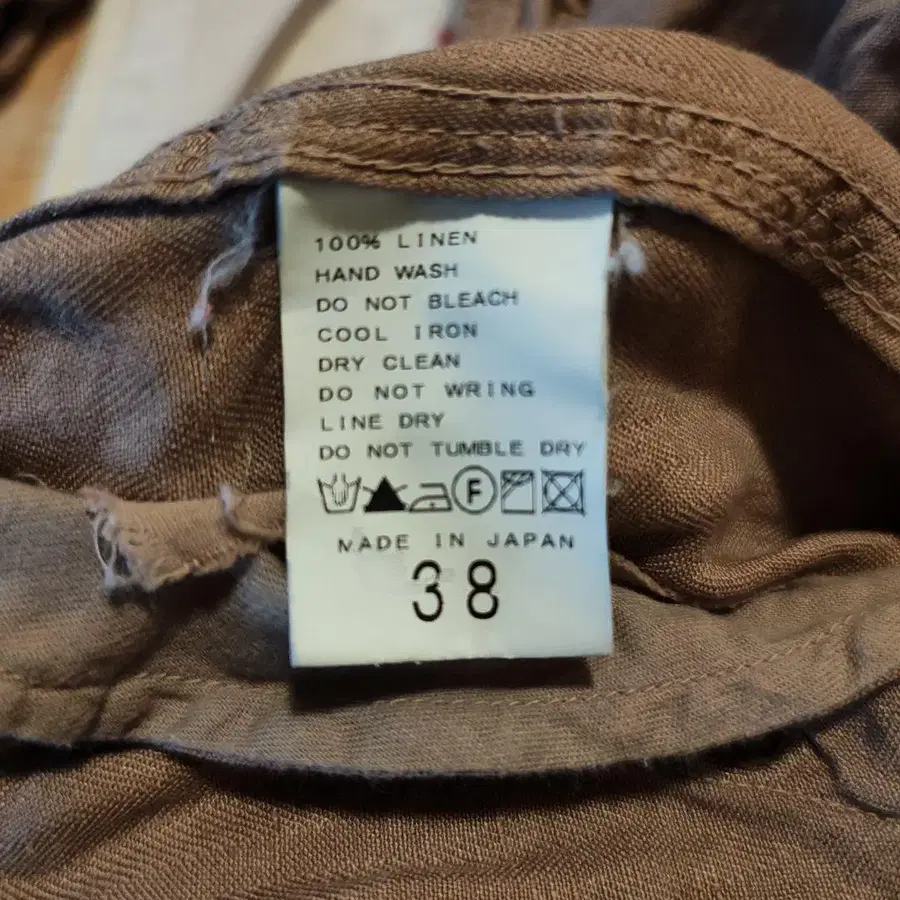 100% LINEN
HAND WASH
DO NOT BLEACH
COOL IRON
DRY CLEAN
DO NOT WRING
LINE DRY
DO NOT TUMBLE DRY
F
MADE IN JAPAN
38